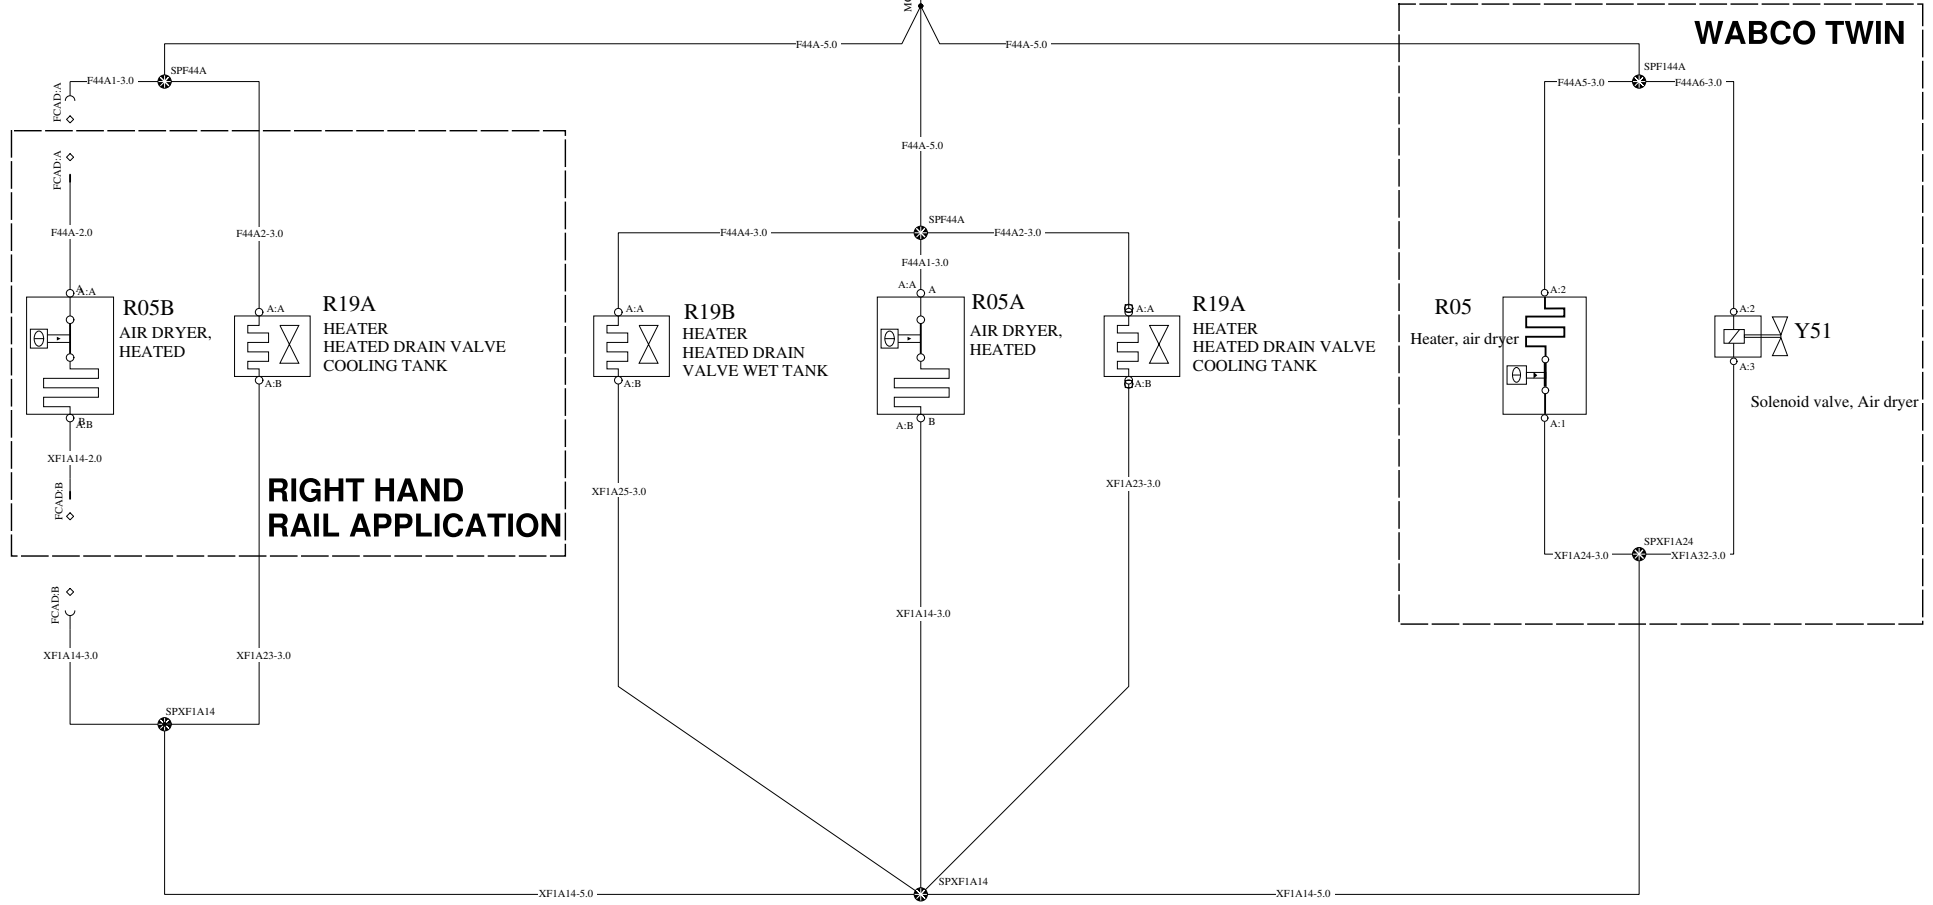 WABCO TWIN
F44A-5.0
F44A-5.0
SPF44A
SPF144A
F44A1-3.0
F44A5-3.0
F44A6-3.0
FCAD:A
F44A-5.0
FCAD:A
SPF44A
F44A-2.0
F44A2-3.0
F44A4-3.0
F44A2-3.0
F44A1-3.0
A:A
A
A:A
R05B
AIR DRYER,
HEATED
A:B
A:A
R19A
HEATER
HEATED DRAIN VALVE
COOLING TANK
A:B
A:A
R19B
HEATER
HEATED DRAIN
VALVE WET TANK
A:B
A:A
A
R05A
AIR DRYER,
HEATED
A:B
B
A:A
R19A
HEATER
HEATED DRAIN VALVE
COOLING TANK
A:B
A:2
R05
Heater, air dryer
A:1
A:2
Y51
A:3
Solenoid valve, Air dryer
XF1A14-2.0
FCAD:B
RIGHT HAND
RAIL APPLICATION
XF1A25-3.0
XF1A23-3.0
SPXF1A24
XF1A24-3.0
XF1A32-3.0
FCAD:B
XF1A14-3.0
XF1A14-3.0
XF1A23-3.0
SPXF1A14
SPXF1A14
XF1A14-5.0
XF1A14-5.0